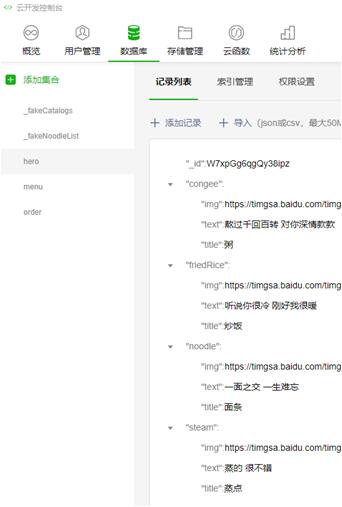 云开发控制台
概览 用户管理 数据库 存储管理 云函数 统计分析
添加集合
_fakeCatalogs
_fakeNoodleList
hero
menu
order
记录列表 索引管理 权限设置
添加记录 导入 (json或csv, 最大50M
"_id":W7xpGg6qgQy38ipz
"congee":
"img":https://timgsa.baidu.com/timg
"text":熬过千回百转 对你深情款款
"title":粥
"friedRice":
"img":https://timgsa.baidu.com/timg
"text":听说你很冷 刚好我很暖
"title":炒饭
"noodle":
"img":https://timgsa.baidu.com/timg
"text":一面之交 一生难忘
"title":面条
"steam":
"img":https://timgsa.baidu.com/timg
"text":蒸的 很不错
"title":蒸点